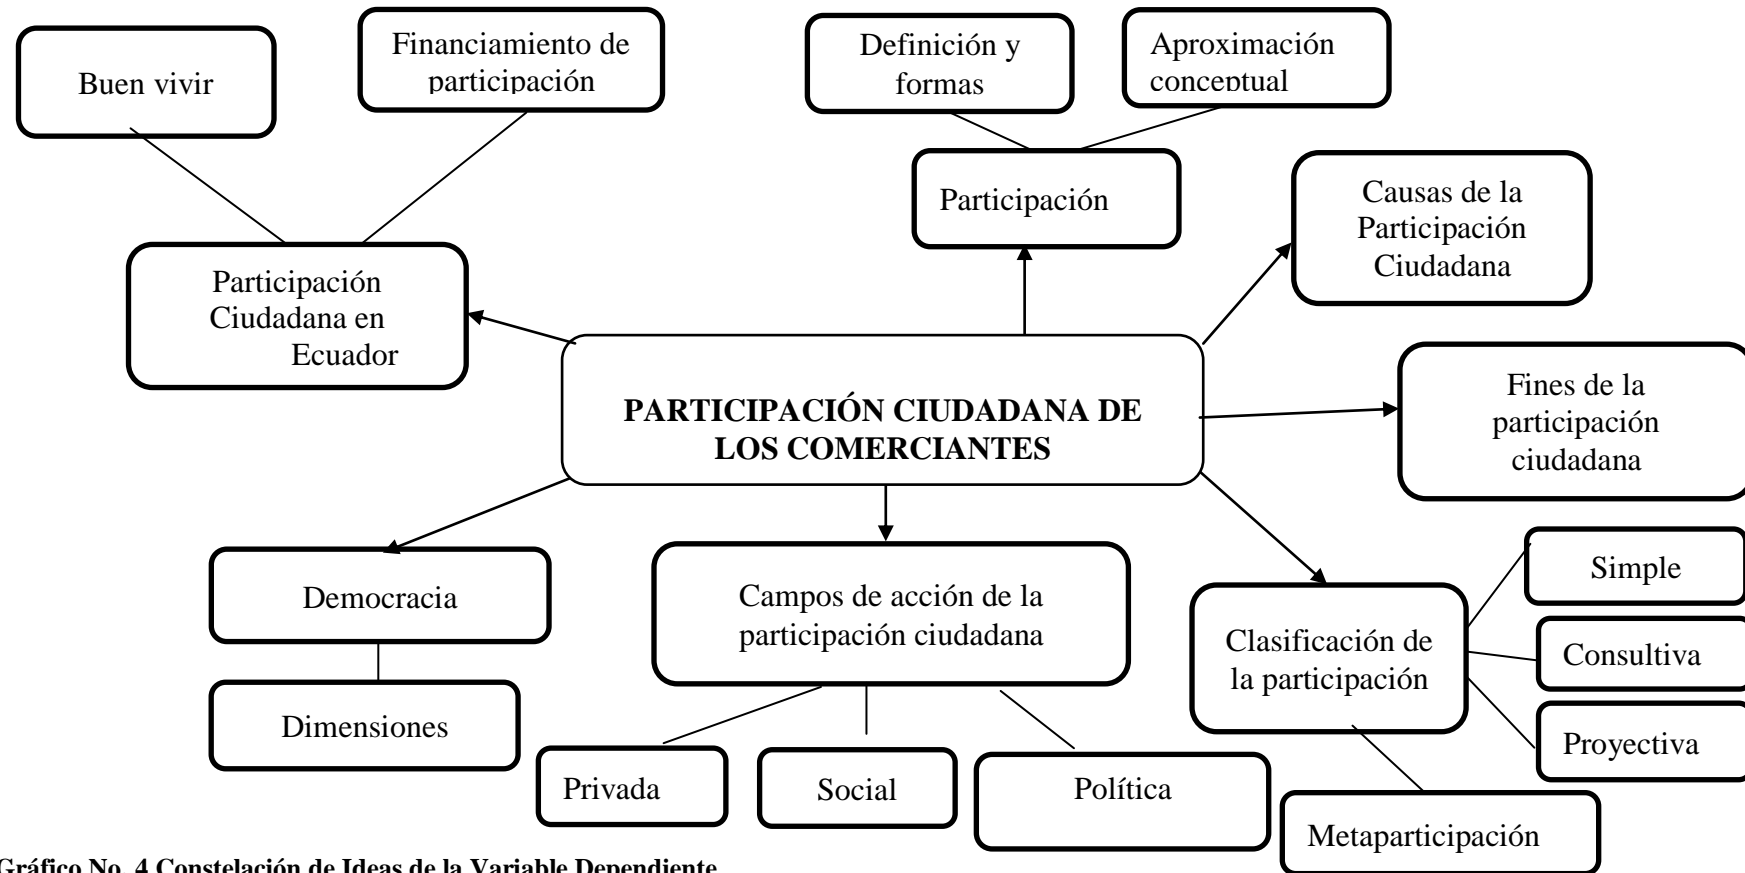 Buen vivir
Financiamiento de
participación
Definición y
formas
Aproximación
conceptual
Participación
Causas de la
Participación
Ciudadana
Participación
Ciudadana en
Ecuador
PARTICIPACIÓN CIUDADANA DE
LOS COMERCIANTES
Fines de la
participación
ciudadana
Democracia
Dimensiones
Campos de acción de la
participación ciudadana
Privada
Social
Política
Clasificación de
la participación
Simple
Consultiva
Proyectiva
Metaparticipación
Gráfico No. 4 Constelación de Ideas de la Variable Dependiente